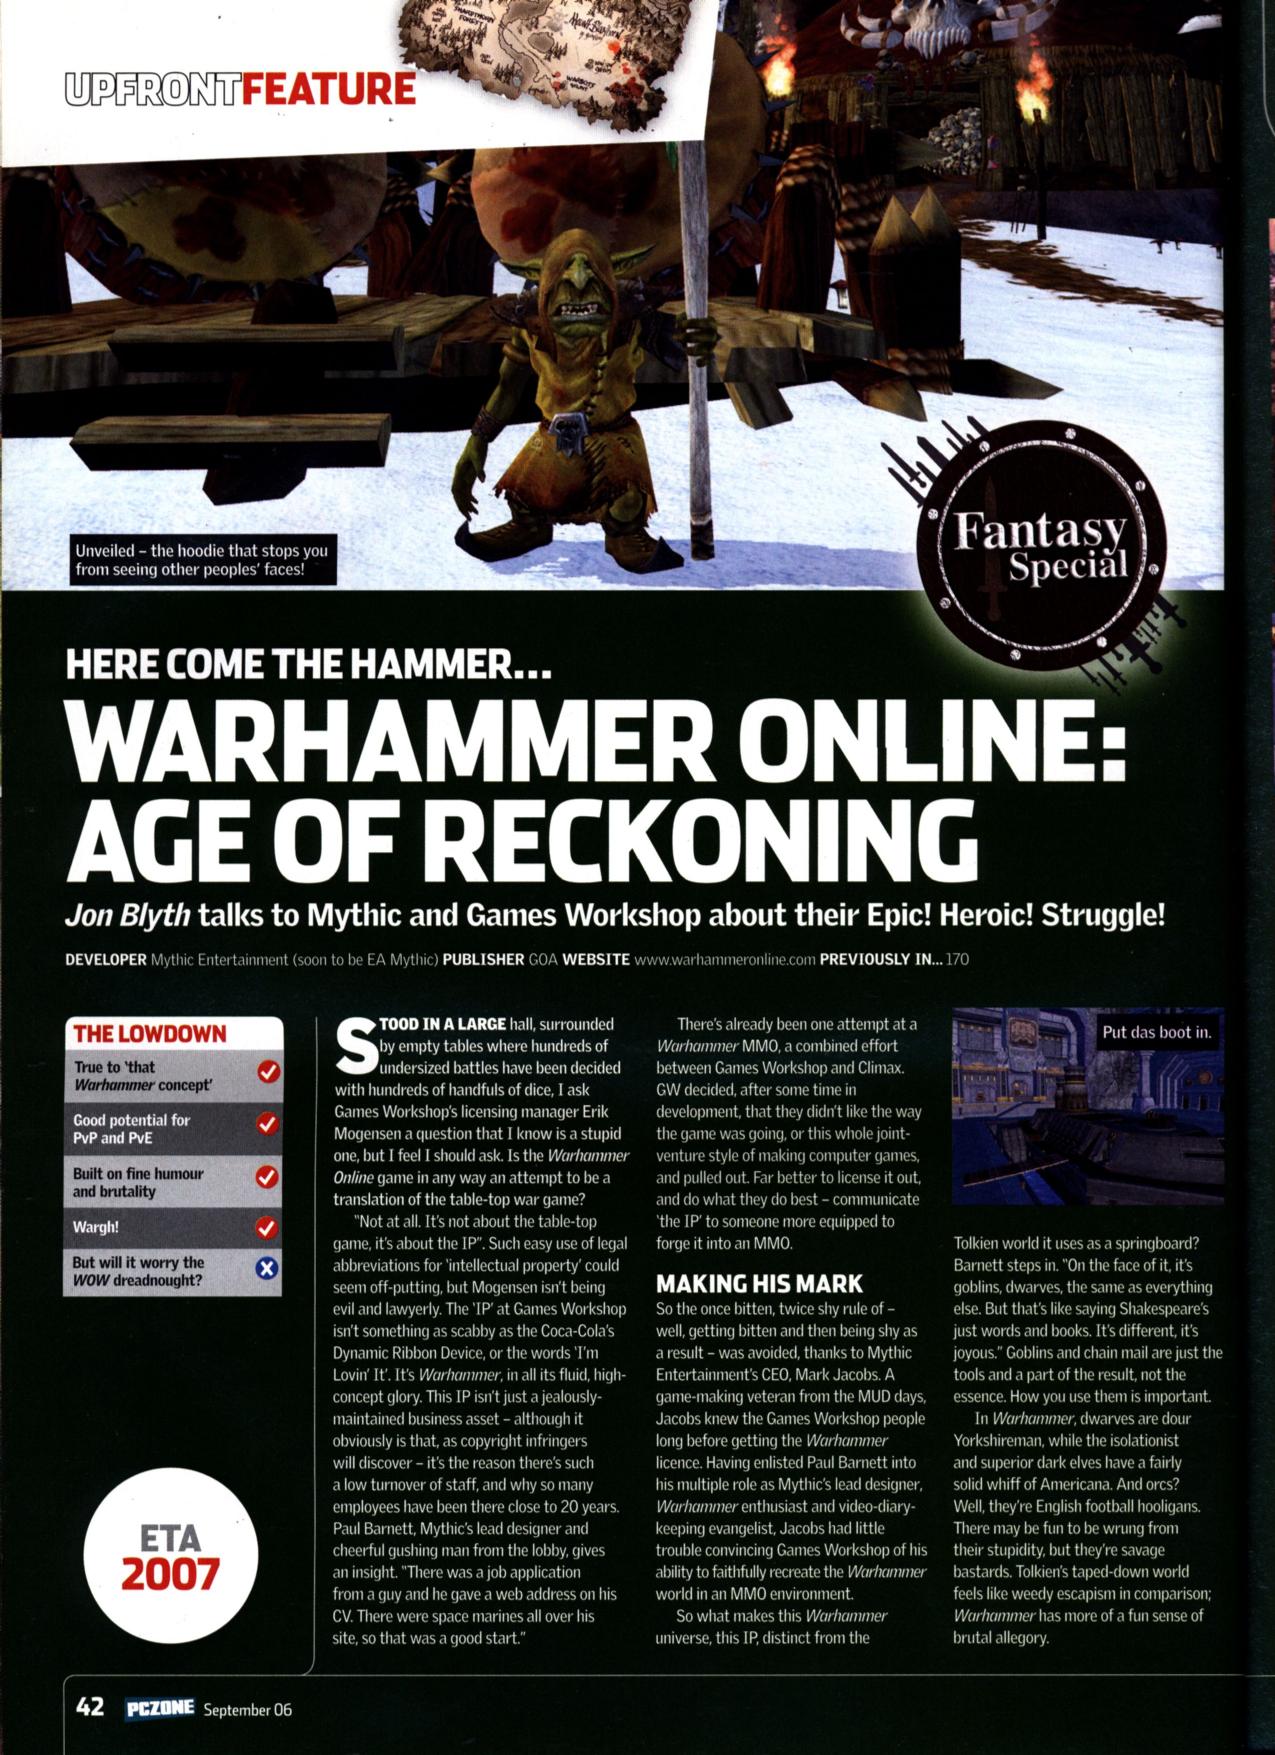 UPFRONTFEATURE
Unveiled – the hoodie that stops you
from seeing other peoples' faces!
Fantasy
Special
HERE COME THE HAMMER...
WARHAMMER ONLINE:
AGE OF RECKONING
Jon Blyth talks to Mythic and Games Workshop about their Epic! Heroic! Struggle!
DEVELOPER Mythic Entertainment (soon to be EA Mythic) PUBLISHER GOA WEBSITE www.warhammeronline.com PREVIOUSLY IN... 170
THE LOWDOWN
True to 'that
Warhammer concept'
Good potential for
PvP and PvE
Built on fine humour
and brutality
Wargh!
But will it worry the
WOW dreadnought?
ETA
2007
STOOD IN A LARGE hall, surrounded
by empty tables where hundreds of
undersized battles have been decided
with hundreds of handfuls of dice, I ask
Games Workshop's licensing manager Erik
Mogensen a question that I know is a stupid
one, but I feel I should ask. Is the Warhammer
Online game in any way an attempt to be a
translation of the table-top war game?
"Not at all. It's not about the table-top
game, it's about the IP". Such easy use of legal
abbreviations for 'intellectual property' could
seem off-putting, but Mogensen isn't being
evil and lawyerly. The 'IP' at Games Workshop
isn't something as scabby as the Coca-Cola's
Dynamic Ribbon Device, or the words 'I'm
Lovin' It'. It's Warhammer, in all its fluid, high-
concept glory. This IP isn't just a jealously-
maintained business asset – although it
obviously is that, as copyright infringers
will discover – it's the reason there's such
a low turnover of staff, and why so many
employees have been there close to 20 years.
Paul Barnett, Mythic's lead designer and
cheerful gushing man from the lobby, gives
an insight. "There was a job application
from a guy and he gave a web address on his
CV. There were space marines all over his
site, so that was a good start."
There's already been one attempt at a
Warhammer MMO, a combined effort
between Games Workshop and Climax.
GW decided, after some time in
development, that they didn't like the way
the game was going, or this whole joint-
venture style of making computer games,
and pulled out. Far better to license it out,
and do what they do best – communicate
'the IP' to someone more equipped to
forge it into an MMO.
MAKING HIS MARK
So the once bitten, twice shy rule of –
well, getting bitten and then being shy as
a result – was avoided, thanks to Mythic
Entertainment's CEO, Mark Jacobs. A
game-making veteran from the MUD days,
Jacobs knew the Games Workshop people
long before getting the Warhammer
licence. Having enlisted Paul Barnett into
his multiple role as Mythic's lead designer,
Warhammer enthusiast and video-diary-
keeping evangelist, Jacobs had little
trouble convincing Games Workshop of his
ability to faithfully recreate the Warhammer
world in an MMO environment.
So what makes this Warhammer
universe, this IP, distinct from the
Put das boot in.
Tolkien world it uses as a springboard?
Barnett steps in. "On the face of it, it's
goblins, dwarves, the same as everything
else. But that's like saying Shakespeare's
just words and books. It's different, it's
joyous." Goblins and chain mail are just the
tools and a part of the result, not the
essence. How you use them is important.
In Warhammer, dwarves are dour
Yorkshireman, while the isolationist
and superior dark elves have a fairly
solid whiff of Americana. And orcs?
Well, they're English football hooligans.
There may be fun to be wrung from
their stupidity, but they're savage
bastards. Tolkien's taped-down world
feels like weedy escapism in comparison;
Warhammer has more of a fun sense of
brutal allegory.
42 PCZONE September 06